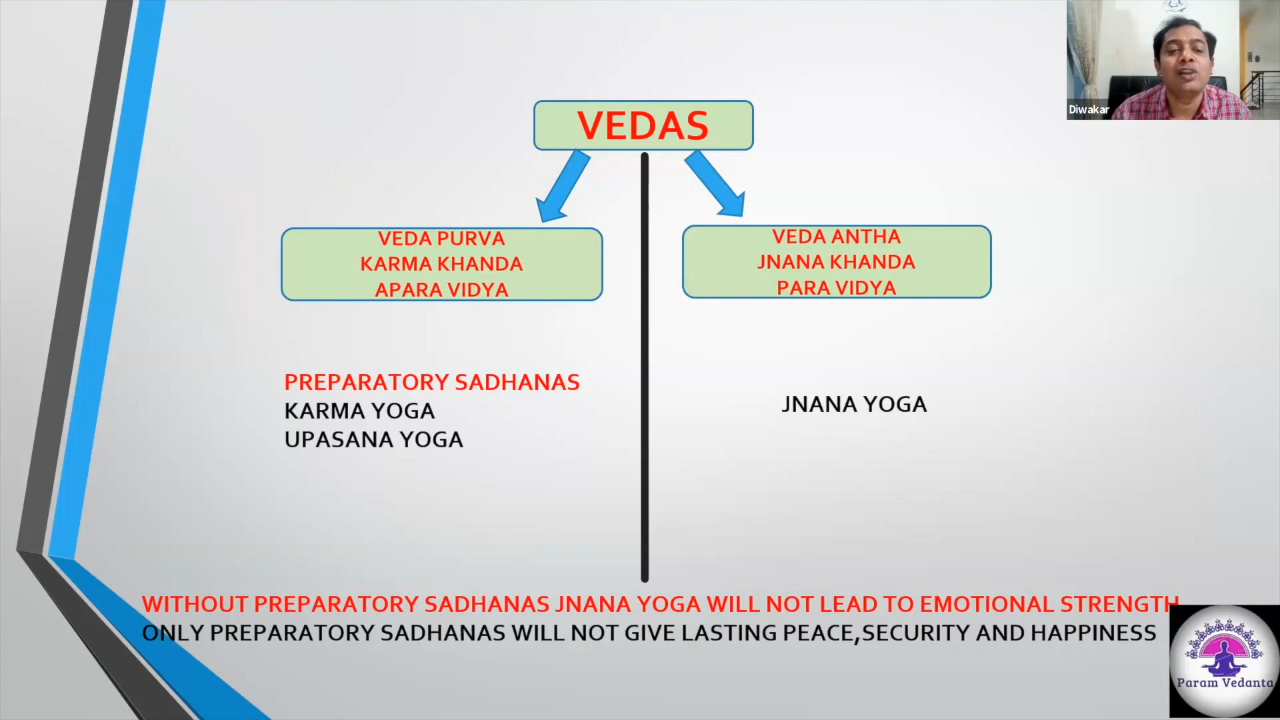 Diwakar
VEDAS
VEDA PURVA
KARMA KHANDA
APARA VIDYA
VEDA ANTHA
JNANA KHANDA
PARA VIDYA
PREPARATORY SADHANAS
KARMA YOGA
UPASANA YOGA
JNANA YOGA
WITHOUT PREPARATORY SADHANAS JNANA YOGA WILL NOT LEAD TO EMOTIONAL STRENGTH
ONLY PREPARATORY SADHANAS WILL NOT GIVE LASTING PEACE,SECURITY AND HAPPINESS
Param Vedanta